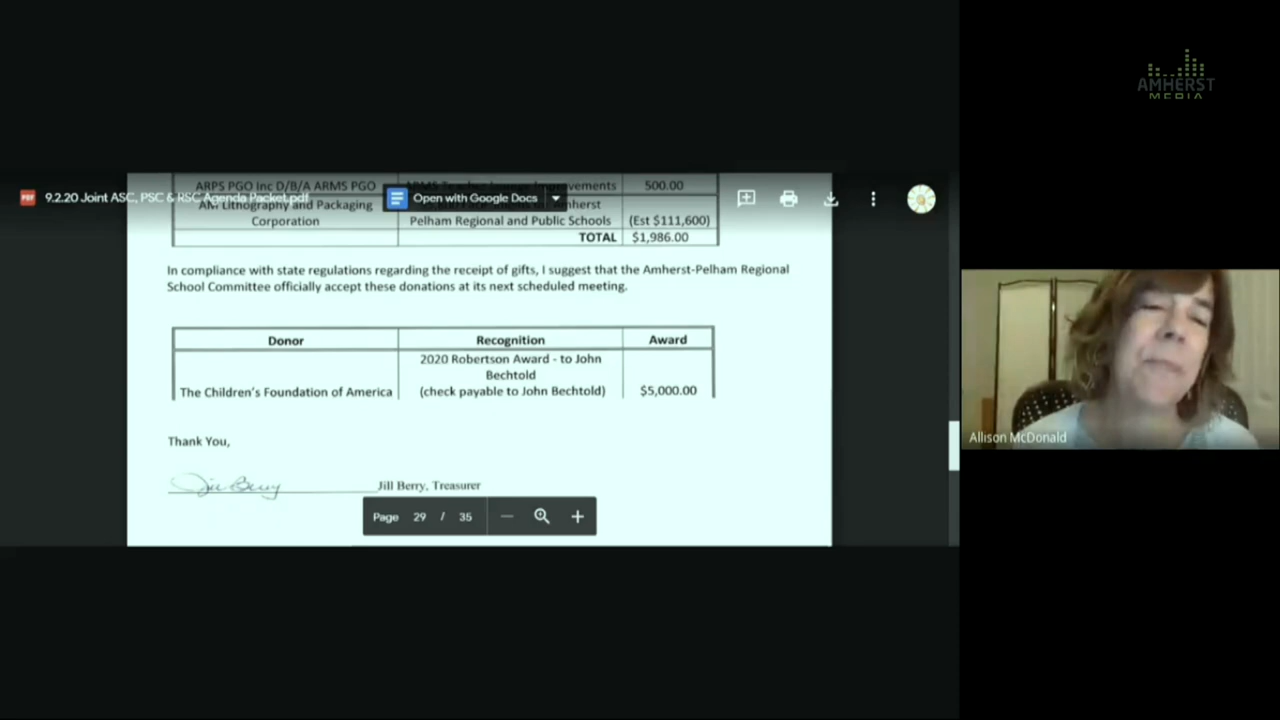 AMHERST
MEDIA
ARPS PGO Inc D/B/A ARMS PGO
500.00
9.2.20 Joint ASC, PSC & RSC Agenda Packet.pdf
Open with Google Docs
Lithography and Packaging
Corporation
Pelham Regional and Public Schools
(Est $111,600)
TOTAL
$1,986.00
In compliance with state regulations regarding the receipt of gifts, I suggest that the Amherst-Pelham Regional
School Committee officially accept these donations at its next scheduled meeting.
Donor
Recognition
Award
2020 Robertson Award - to John
Bechtold
The Children's Foundation of America
(check payable to John Bechtold)
$5,000.00
Allison McDonald
Thank You,
Jill Berry
Jill Berry, Treasurer
Page 29 / 35